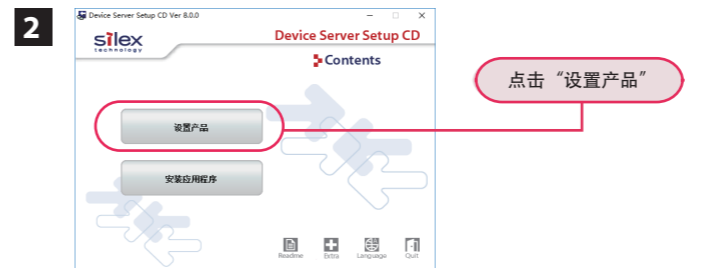 2
Device Server Setup CD Ver 8.0.0
silex
technology
Device Server Setup CD
Contents
点击“设置产品”
设置产品
安装应用程序
Readme
Extra
Language
Quit